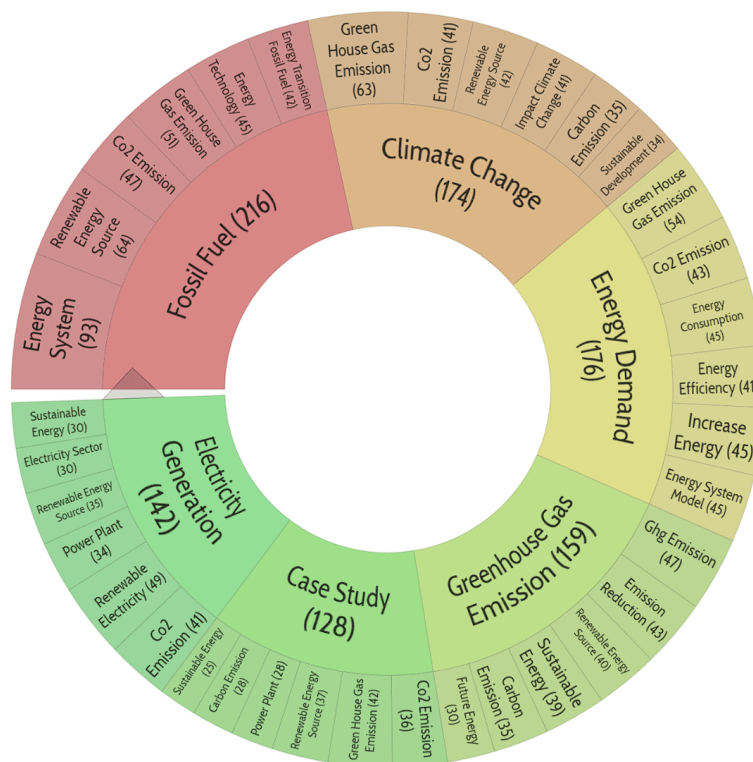 Fossil Fuel (216)
Energy
System
(93)
Renewable
Energy
Source
(64)
Co2 Emission
(47)
Green House
Gas Emission
(51)
Energy
Technology (45)
Energy Transition
Fossil Fuel (42)
Climate Change
(174)
Green
House Gas
Emission
(63)
Co2
Emission (41)
Renewable
Energy Source
(42)
Impact Climate
Change (41)
Carbon
Emission (35)
Sustainable
Development (34)
Energy Demand
(176)
Green House
Gas Emission
(54)
Co2 Emission
(43)
Energy
Consumption
(45)
Energy
Efficiency (41
Increase
Energy (45)
Energy System
Model (45)
Greenhouse Gas
Emission (159)
Ghg Emission
(47)
Emission
Reduction (43)
Renewable Energy
Source (40)
Sustainable
Energy (39)
Carbon
Emission (35)
Future Energy
(30)
Case Study
(128)
Co2 Emission
(36)
Green House Gas
Emission (42)
Renewable Energy
Source (37)
Power Plant (28)
Carbon Emission
(28)
Sustainable Energy
(25)
Electricity
Generation
(142)
Co2
Emission (41)
Renewable
Electricity (49)
Power Plant
(34)
Renewable Energy
Source (35)
Electricity Sector
(30)
Sustainable
Energy (30)